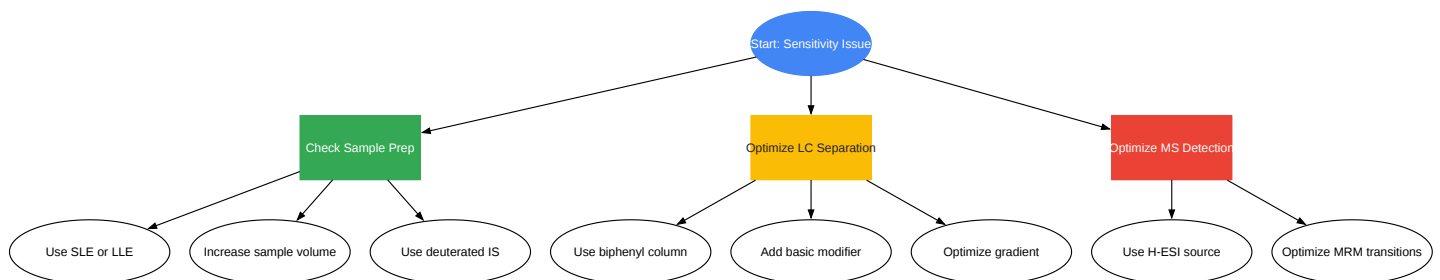 Start: Sensitivity Issue
Check Sample Prep
Optimize LC Separation
Optimize MS Detection
Use SLE or LLE
Increase sample volume
Use deuterated IS
Use biphenyl column
Add basic modifier
Optimize gradient
Use H-ESI source
Optimize MRM transitions